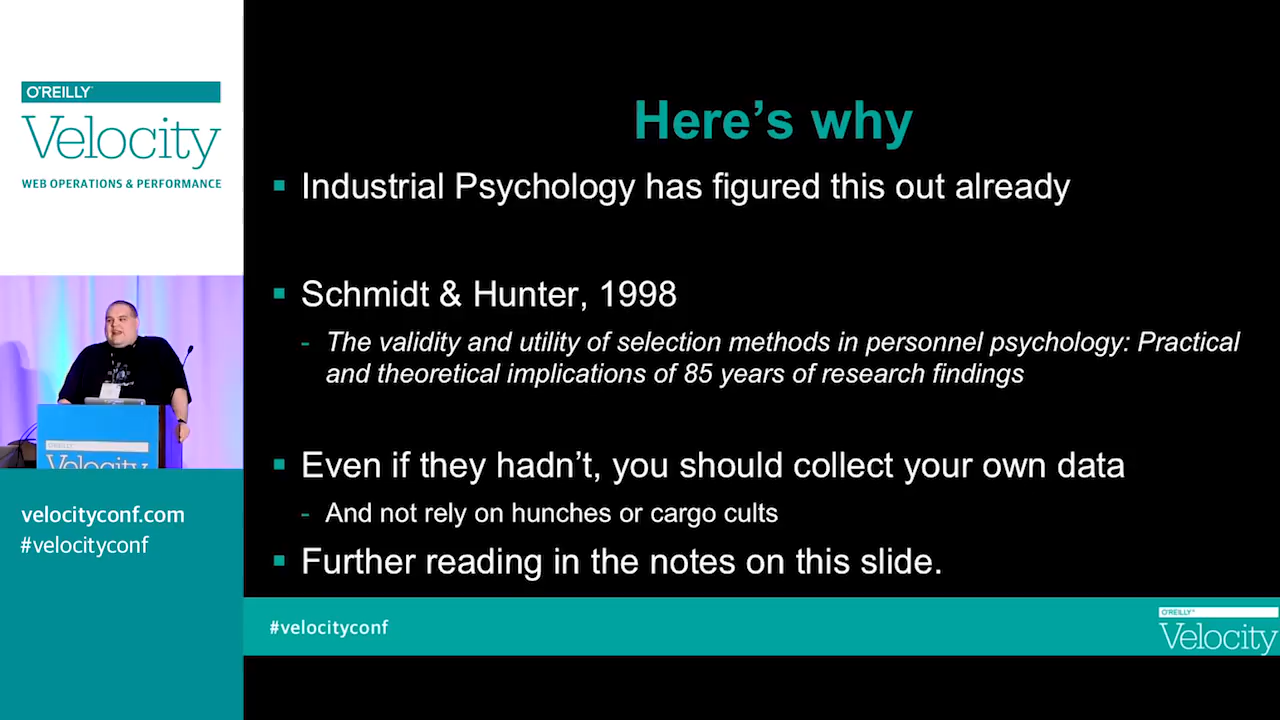 O'REILLY
Velocity
WEB OPERATIONS & PERFORMANCE
O'REILLY
Velocity
velocityconf.com
#velocityconf
Here's why
▪ Industrial Psychology has figured this out already
▪ Schmidt & Hunter, 1998
- The validity and utility of selection methods in personnel psychology: Practical
and theoretical implications of 85 years of research findings
▪ Even if they hadn't, you should collect your own data
- And not rely on hunches or cargo cults
▪ Further reading in the notes on this slide.
#velocityconf
O'REILLY
Velocity